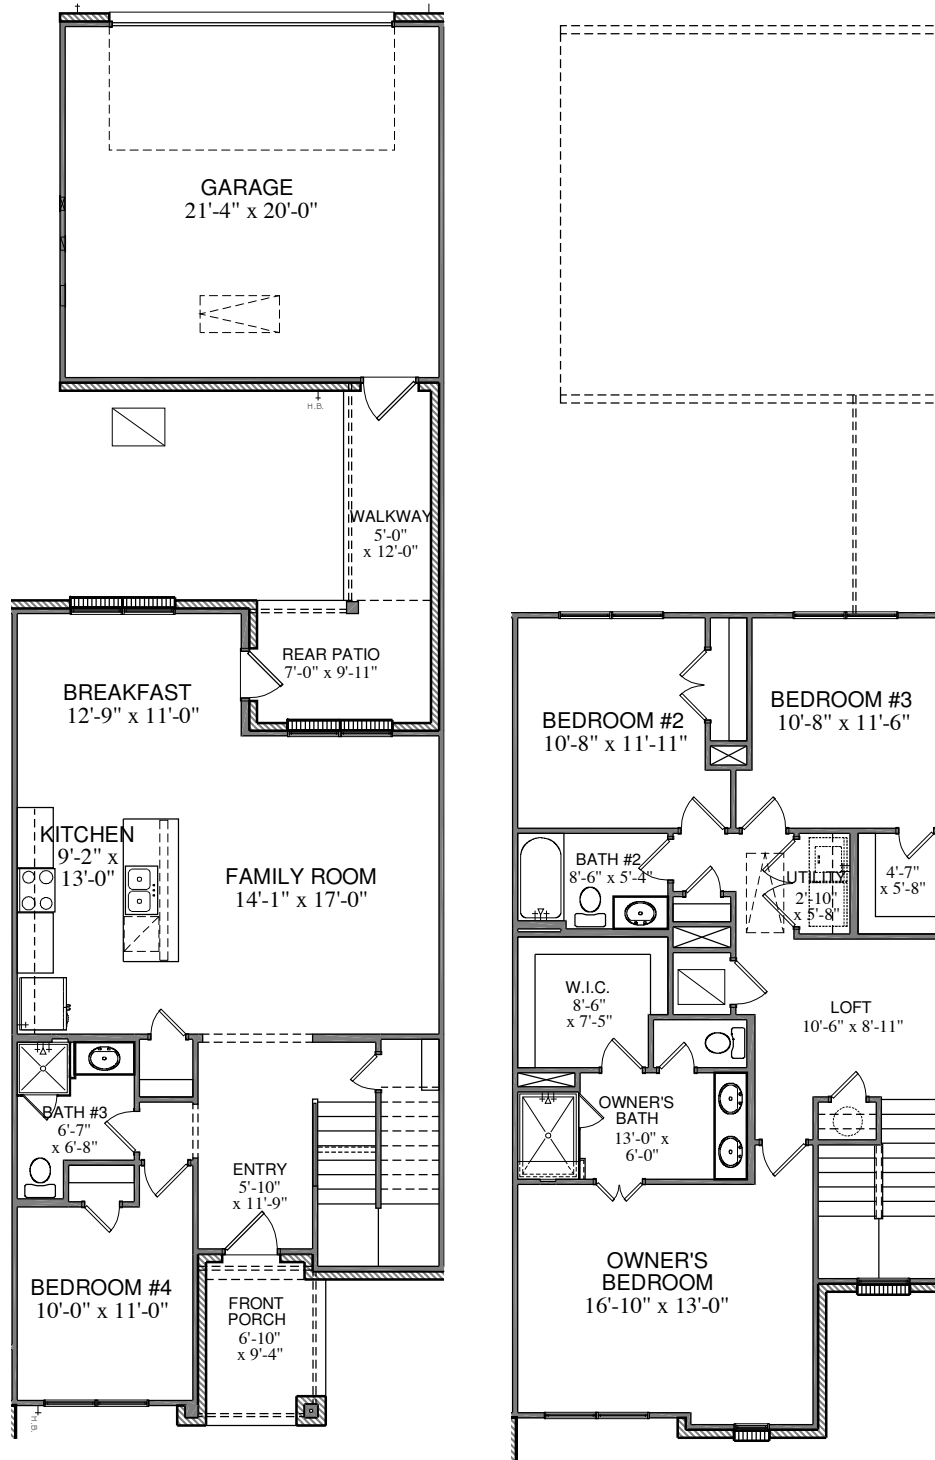 GARAGE
21'-4" x 20'-0"
H.B.
WALKWAY
5'-0"
x 12'-0"
REAR PATIO
7'-0" x 9'-11"
BREAKFAST
12'-9" x 11'-0"
KITCHEN
9'-2" x
13'-0"
FAMILY ROOM
14'-1" x 17'-0"
BATH #3
6'-7"
x 6'-8"
ENTRY
5'-10"
x 11'-9"
BEDROOM #4
10'-0" x 11'-0"
FRONT
PORCH
6'-10"
x 9'-4"
H.B.
BEDROOM #2
10'-8" x 11'-11"
BEDROOM #3
10'-8" x 11'-6"
BATH #2
8'-6" x 5'-4"
UTILITY
2'-10"
x 5'-8"
4'-7"
x 5'-8"
W.I.C.
8'-6"
x 7'-5"
LOFT
10'-6" x 8'-11"
OWNER'S
BATH
13'-0" x
6'-0"
OWNER'S
BEDROOM
16'-10" x 13'-0"